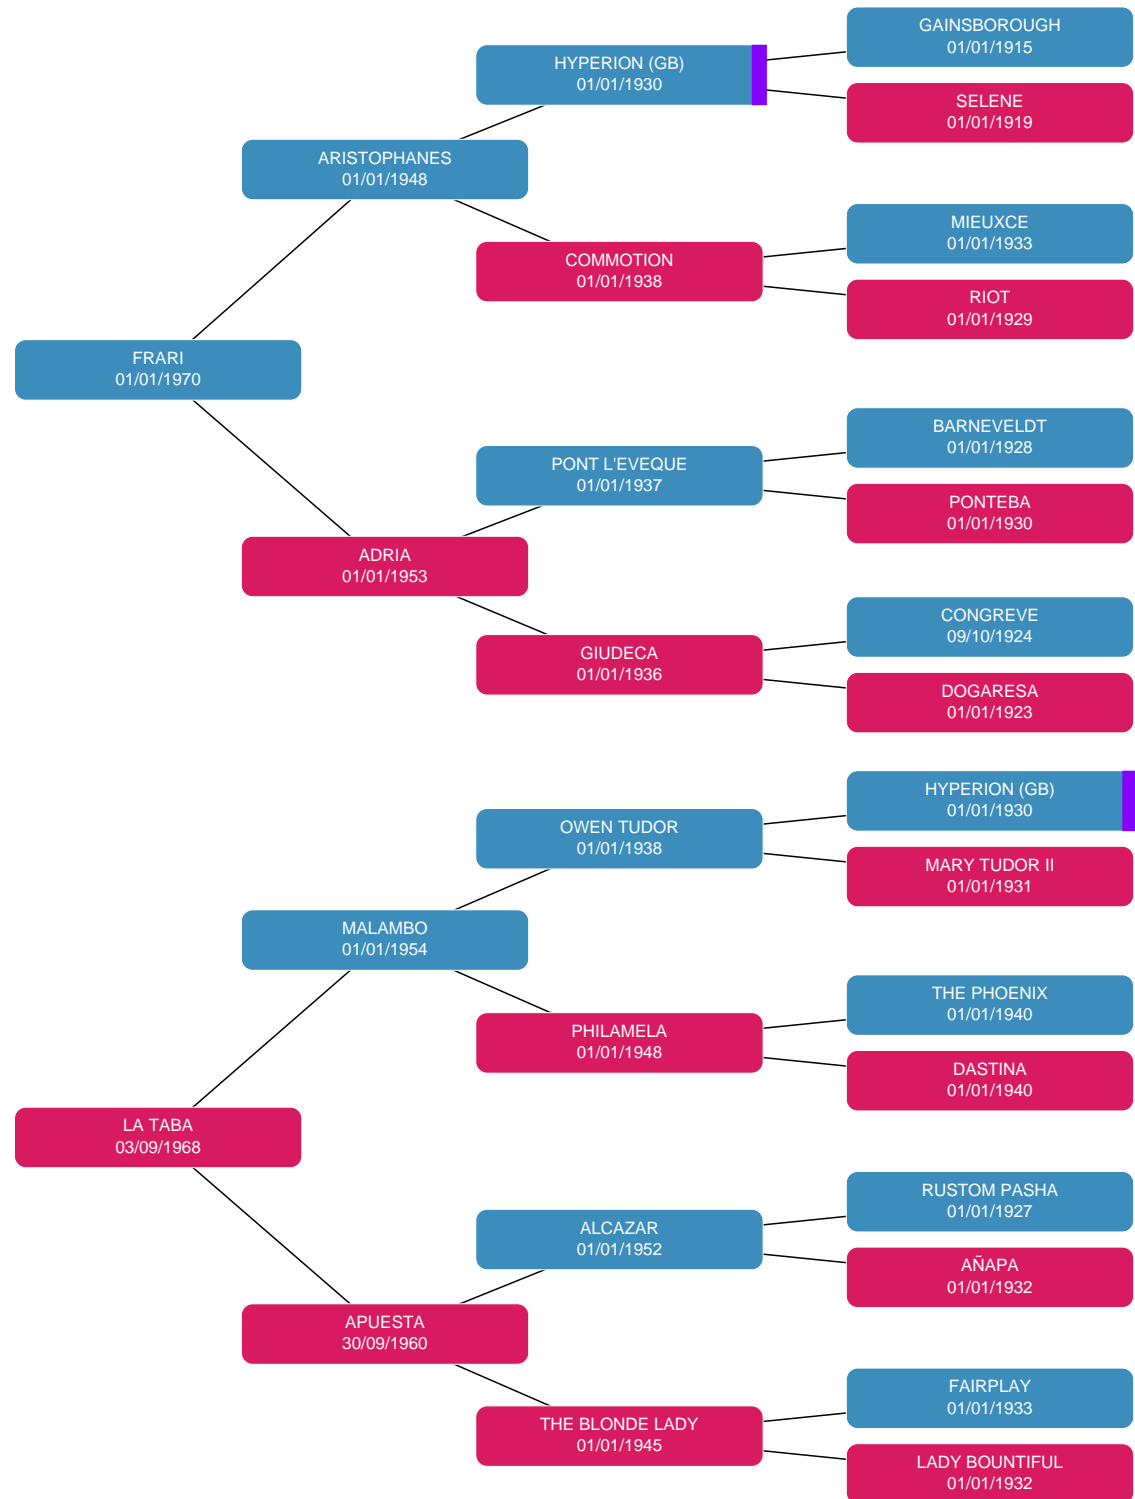 GAINSBOROUGH
01/01/1915
HYPERION (GB)
01/01/1930
SELENE
01/01/1919
ARISTOPHANES
01/01/1948
MIEUXCE
01/01/1933
COMMOTION
01/01/1938
RIOT
01/01/1929
FRARI
01/01/1970
BARNEVELDT
01/01/1928
PONT L'EVEQUE
01/01/1937
PONTEBA
01/01/1930
ADRIA
01/01/1953
CONGREVE
09/10/1924
GIUDECA
01/01/1936
DOGARESA
01/01/1923
HYPERION (GB)
01/01/1930
OWEN TUDOR
01/01/1938
MARY TUDOR II
01/01/1931
MALAMBO
01/01/1954
THE PHOENIX
01/01/1940
PHILAMELA
01/01/1948
DASTINA
01/01/1940
LA TABA
03/09/1968
RUSTOM PASHA
01/01/1927
ALCAZAR
01/01/1952
AÑAPA
01/01/1932
APUESTA
30/09/1960
FAIRPLAY
01/01/1933
THE BLONDE LADY
01/01/1945
LADY BOUNTIFUL
01/01/1932